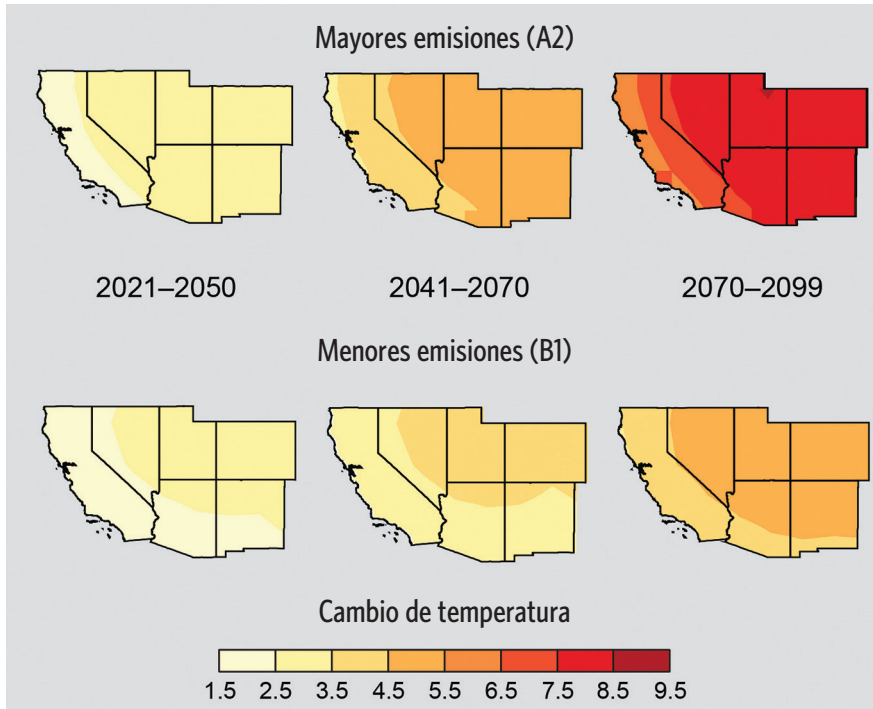 Mayores emisiones (A2)
2021–2050 2041–2070 2070–2099
Menores emisiones (B1)
Cambio de temperatura
1.5 2.5 3.5 4.5 5.5 6.5 7.5 8.5 9.5